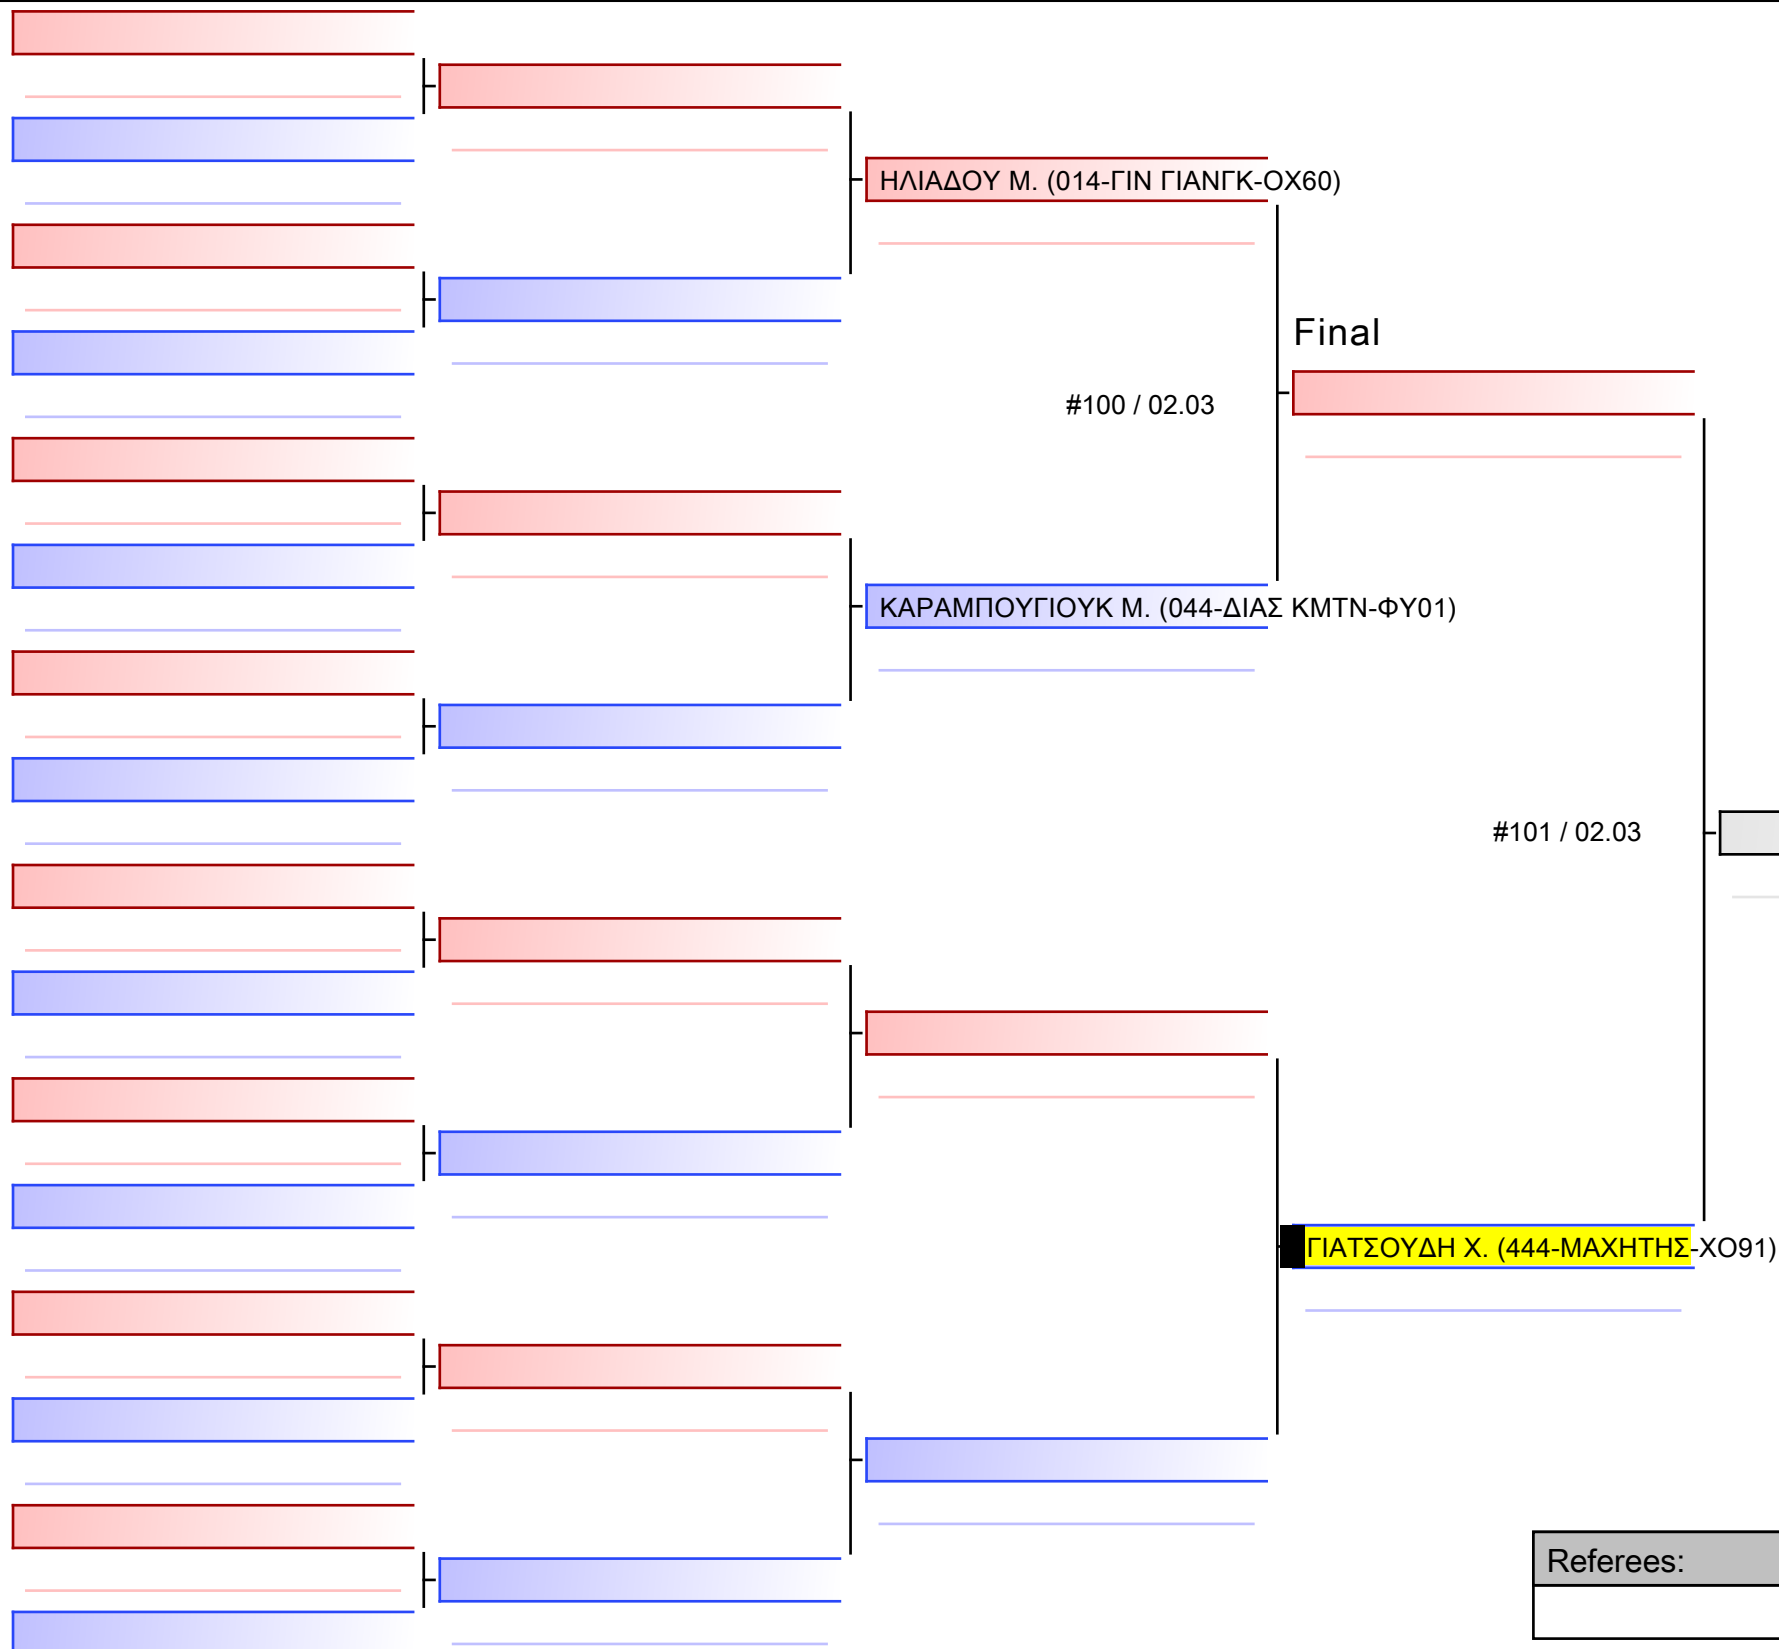 ΗΛΙΑΔΟΥ Μ. (014-ΓΙΝ ΓΙΑΝΓΚ-ΟΧ60)
Final
#100 / 02.03
ΚΑΡΑΜΠΟΥΓΙΟΥΚ Μ. (044-ΔΙΑΣ ΚΜΤΝ-ΦΥ01)
#101 / 02.03
ΓΙΑΤΣΟΥΔΗ Χ. (444-ΜΑΧΗΤΗΣ-ΧΟ91)
Referees: